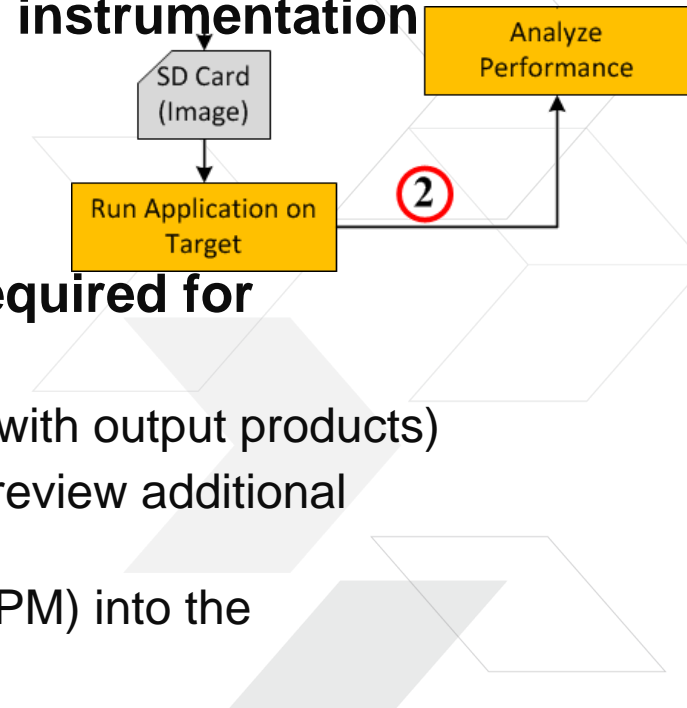 instrumentation
Analyze
Performance
SD Card
(Image)
2
Run Application on
Target
equired for
with output products)
review additional
PM) into the